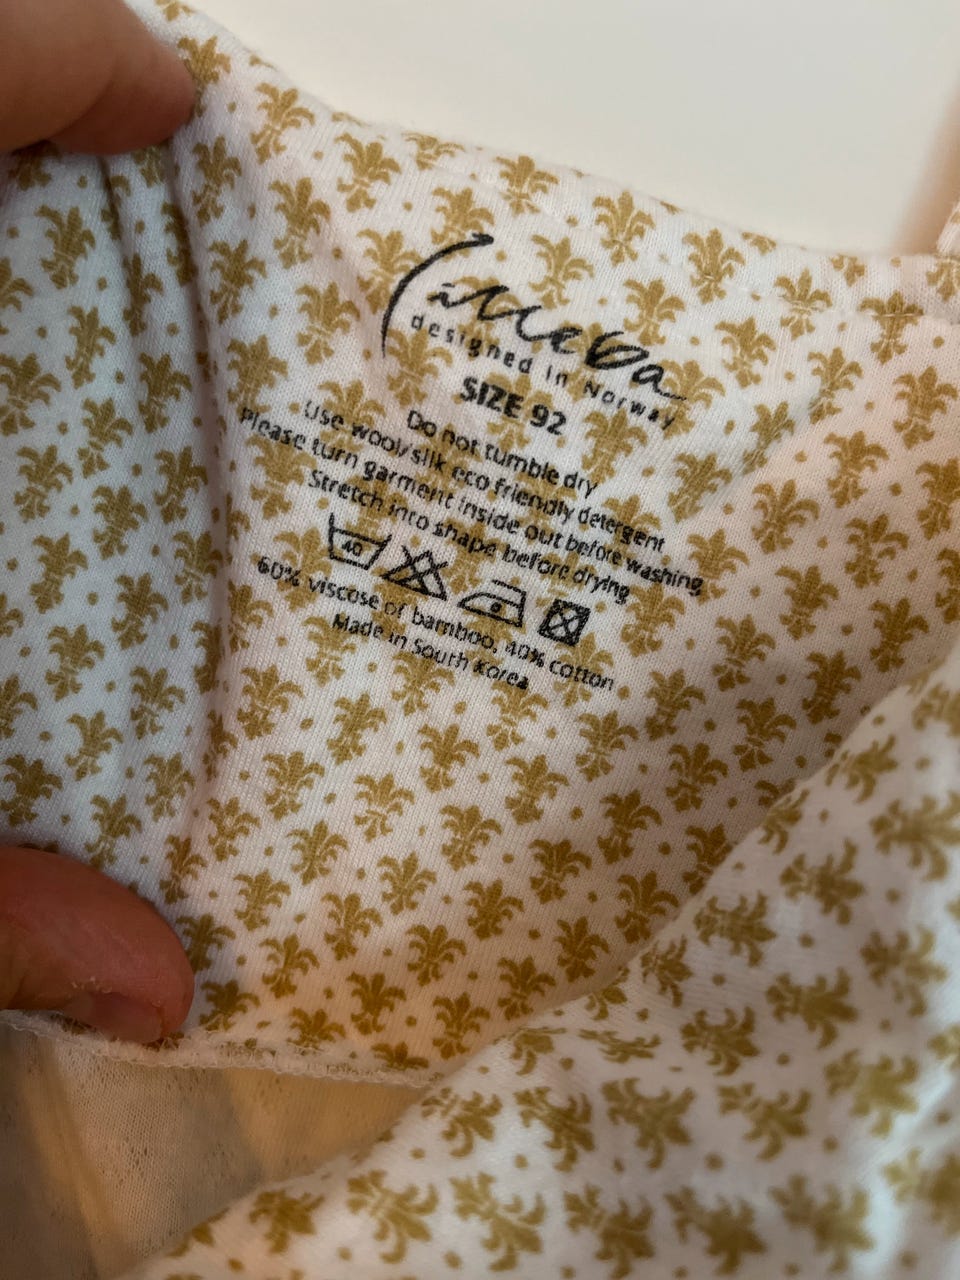 illeba
designed in Norway
SIZE 92
Do not tumble dry
Use wool/silk eco friendly detergent
Please turn garment inside out before washing
Stretch into shape before drying
40
60% viscose of bamboo, 40% cotton
Made in South Korea